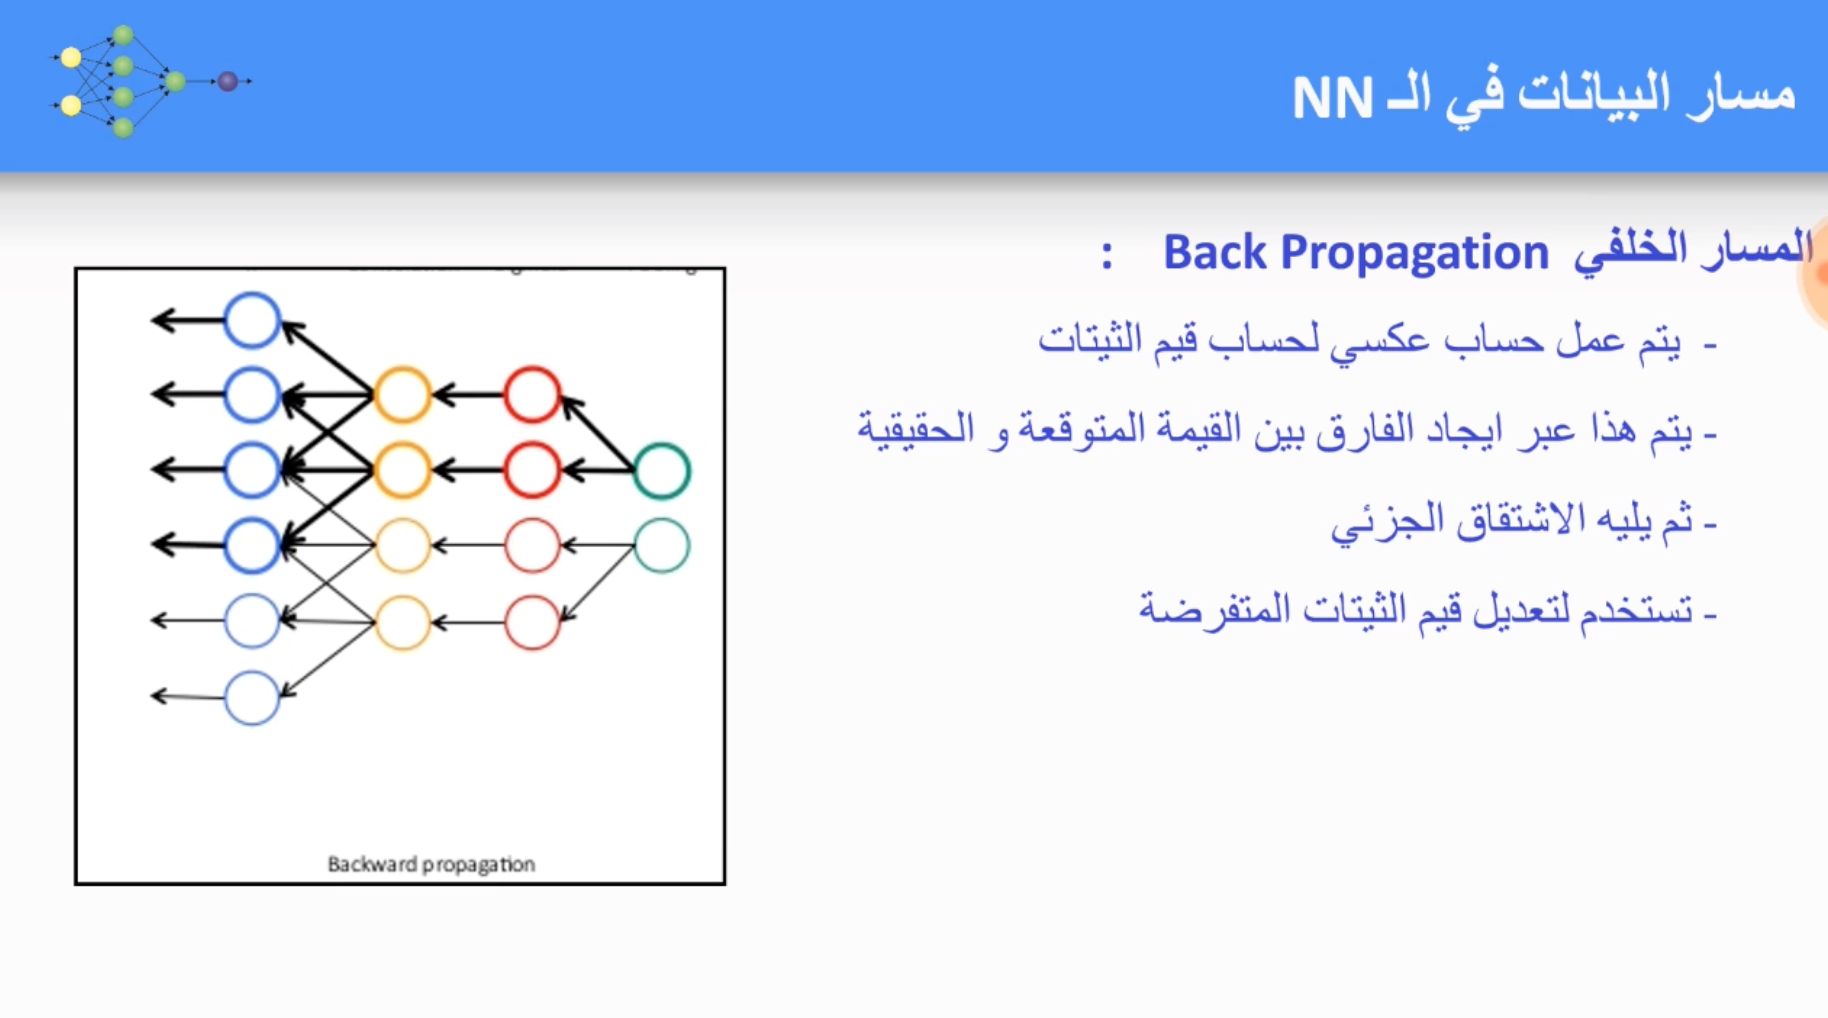 مسار البيانات في الـ NN
المسار الخلفي Back Propagation :
- يتم عمل حساب عكسي لحساب قيم الثيتات
- يتم هذا عبر ايجاد الفارق بين القيمة المتوقعة و الحقيقية
- ثم يليه الاشتقاق الجزئي
- تستخدم لتعديل قيم الثيتات المتفرضة
Backward propagation